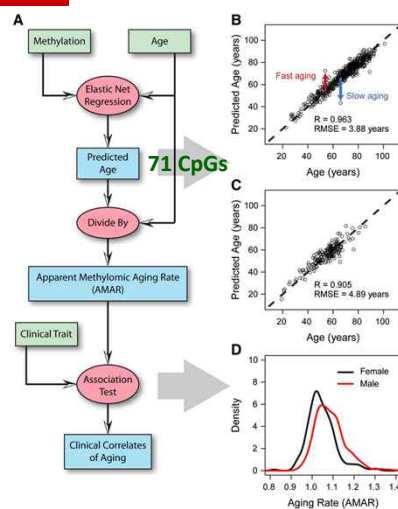 A
Methylation
Age
Elastic Net
Regression
Predicted
Age
71 CpGs
Divide By
Apparent Methylomic Aging Rate
(AMAR)
Clinical Trait
Association
Test
Clinical Correlates
of Aging
B
Predicted Age (years)
100
80
60
40
20
Fast aging
Slow aging
R = 0.963
RMSE = 3.88 years
20 40 60 80 100
Age (years)
C
Predicted Age (years)
100
80
60
40
20
R = 0.905
RMSE = 4.89 years
20 40 60 80 100
Age (years)
D
Density
10
8
6
4
2
0
Female
Male
0.8 0.9 1.0 1.1 1.2 1.3 1.4
Aging Rate (AMAR)